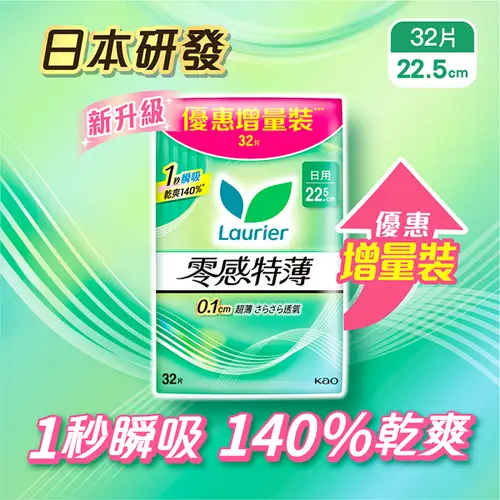 日本研發
32片
22.5cm
新升級
優惠增量裝
32片
1秒瞬吸
乾爽140%
日用
22.5cm
Laurier
優惠
增量裝
零感特薄
0.1cm 超薄 さらさら透氣
32片
Kao
1秒瞬吸 140%乾爽